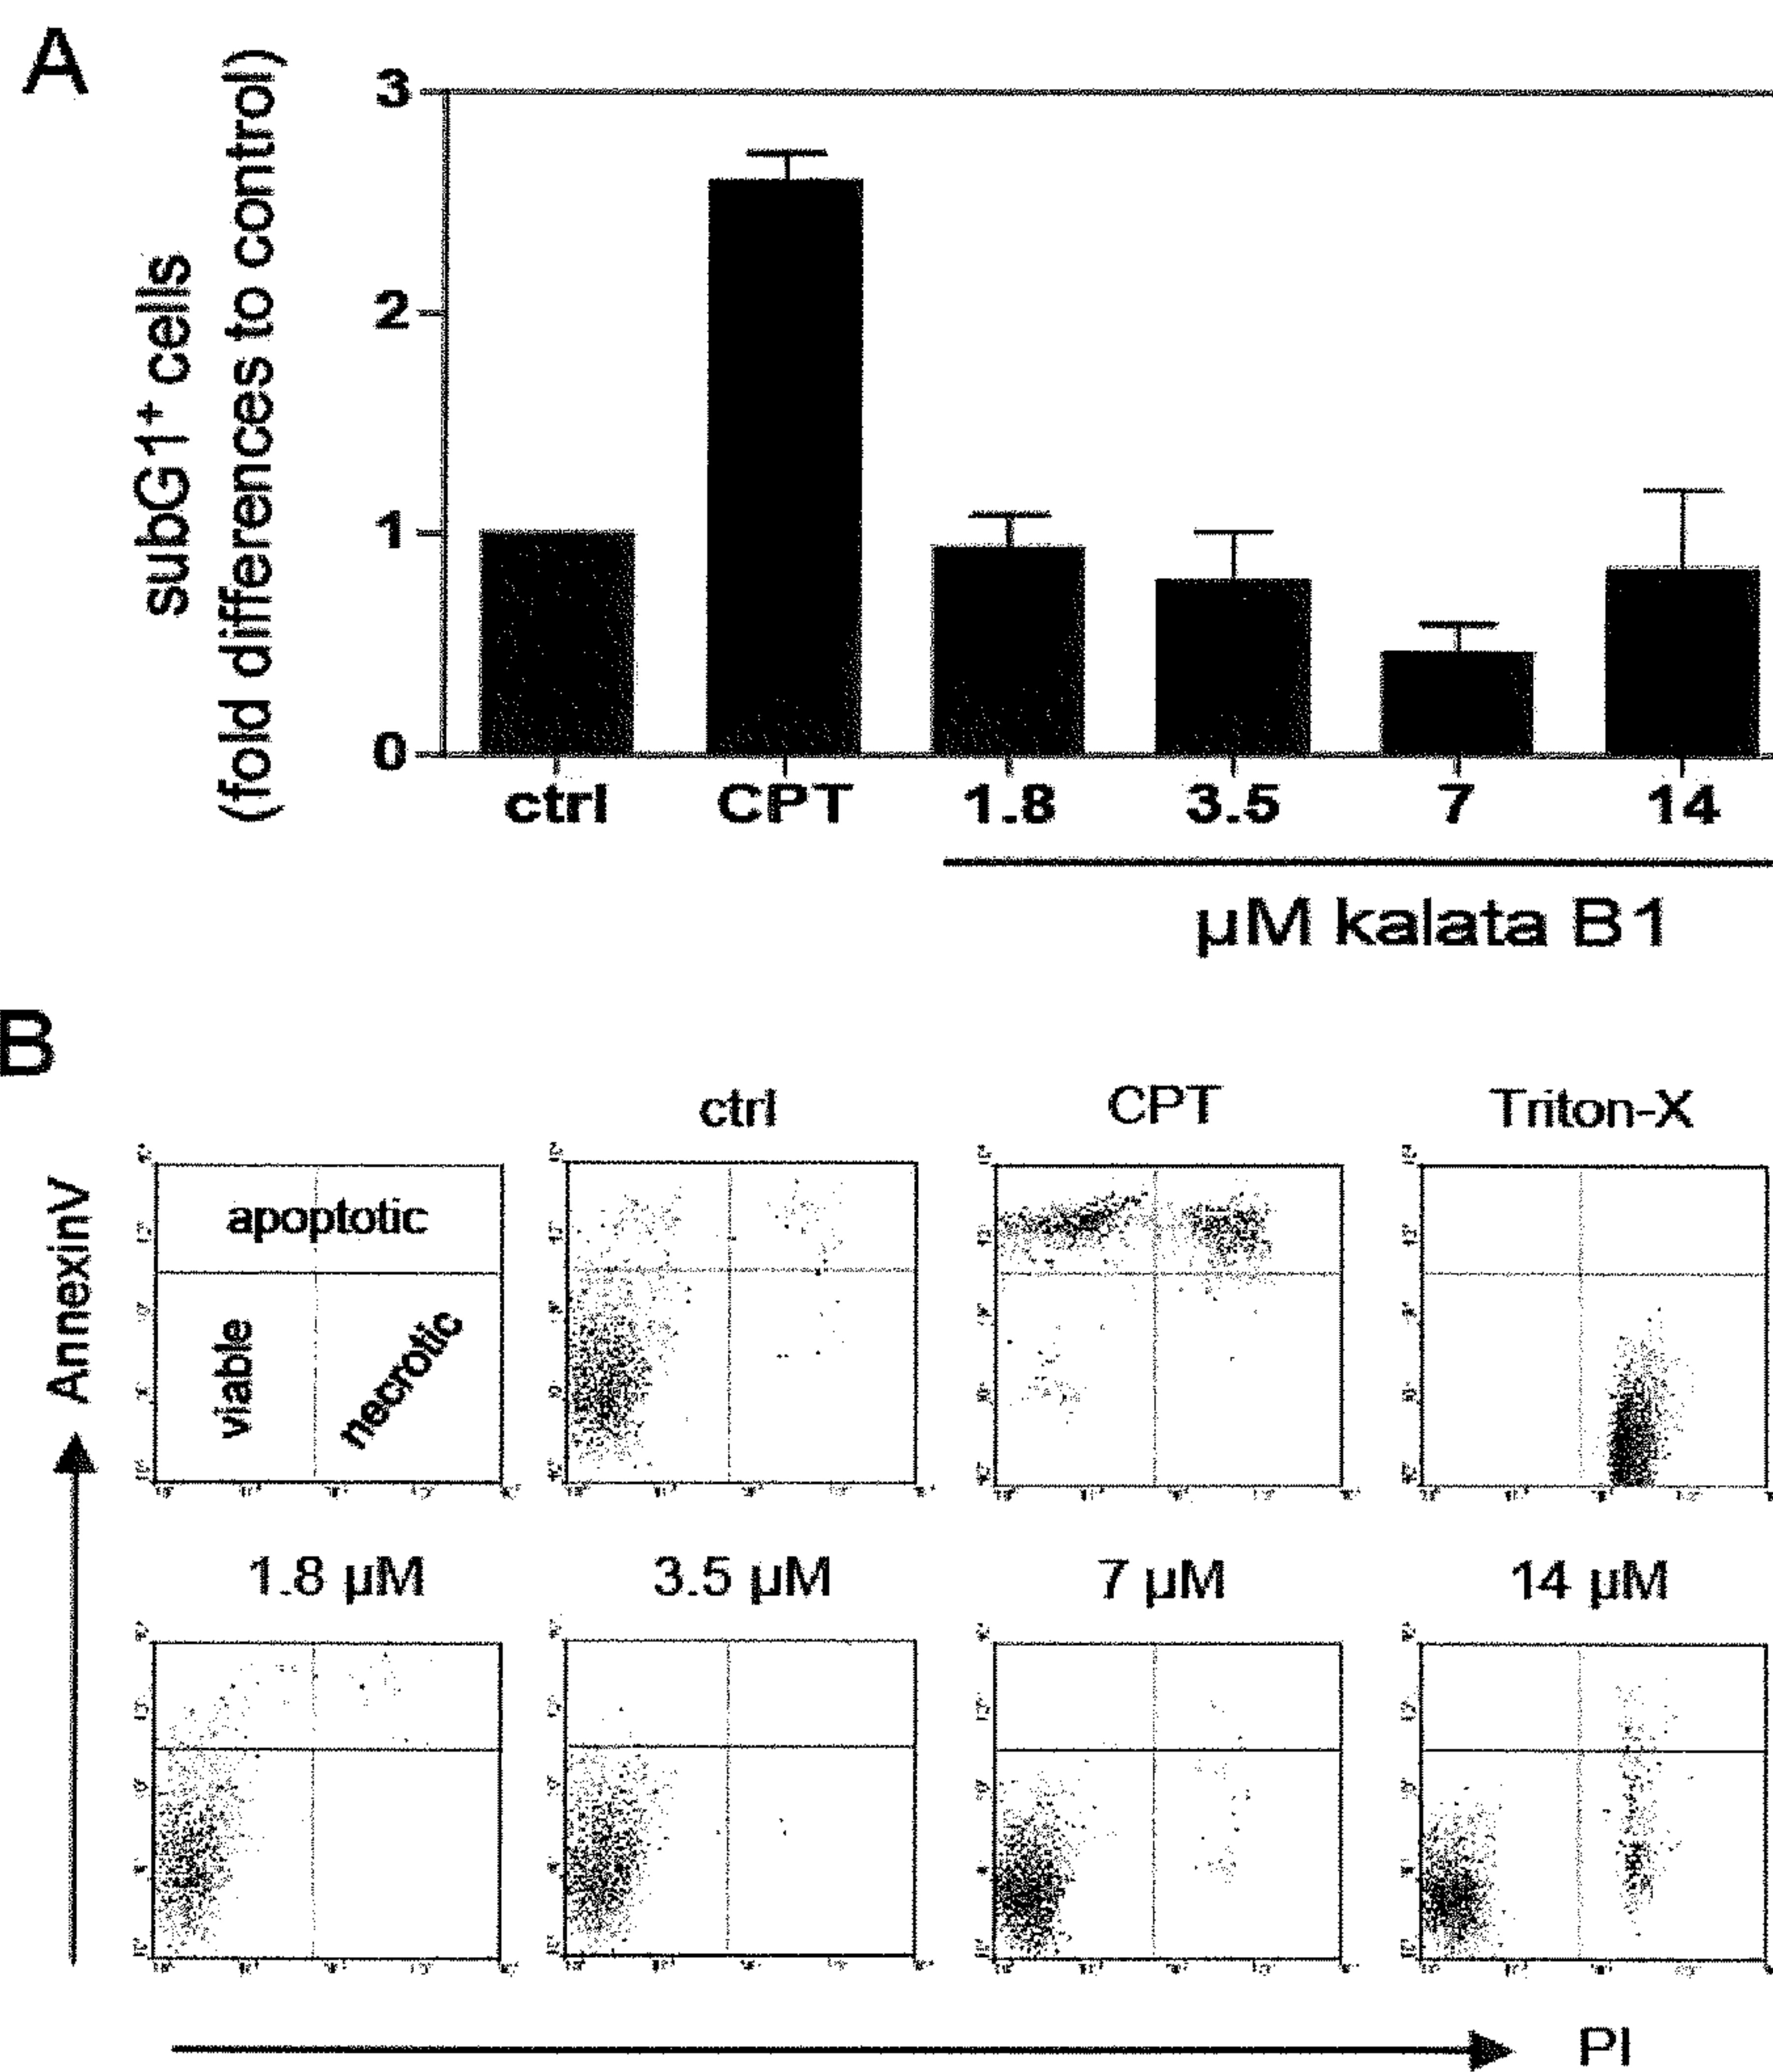 A
subG1⁺ cells
(fold differences to control)
3
2
1
0
ctrl CPT 1.8 3.5 7 14
µM kalata B1
B
ctrl CPT Triton-X
AnnexinV
apoptotic
viable
necrotic
1.8 µM 3.5 µM 7 µM 14 µM
PI